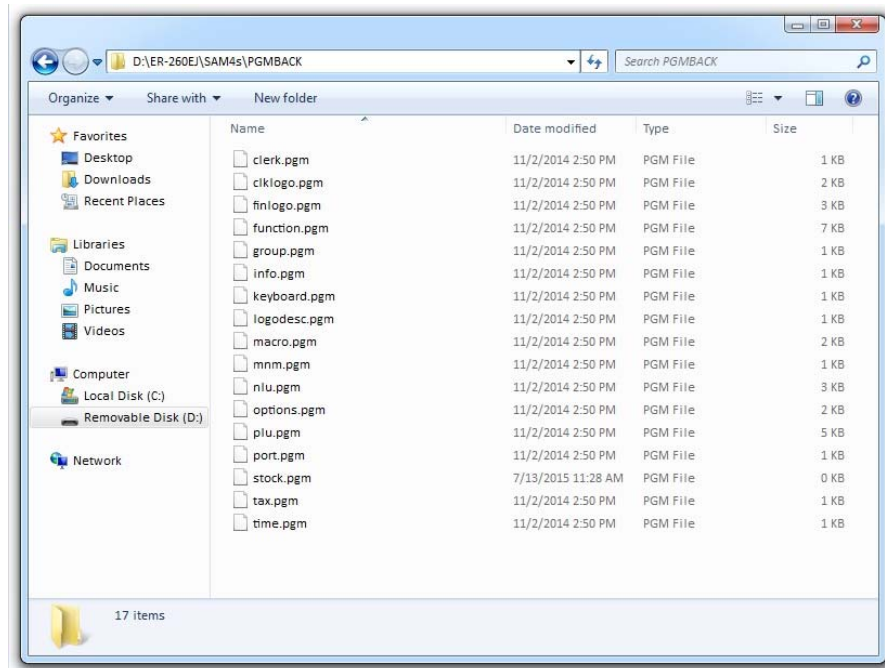 D:\ER-260EJ\SAM4s\PGMBACK
Search PGMBACK
Organize Share with New folder
Favorites
Desktop
Downloads
Recent Places
Libraries
Documents
Music
Pictures
Videos
Computer
Local Disk (C:)
Removable Disk (D:)
Network
Name Date modified Type Size
clerk.pgm 11/2/2014 2:50 PM PGM File 1 KB
clklogo.pgm 11/2/2014 2:50 PM PGM File 2 KB
finlogo.pgm 11/2/2014 2:50 PM PGM File 3 KB
function.pgm 11/2/2014 2:50 PM PGM File 7 KB
group.pgm 11/2/2014 2:50 PM PGM File 1 KB
info.pgm 11/2/2014 2:50 PM PGM File 1 KB
keyboard.pgm 11/2/2014 2:50 PM PGM File 1 KB
logodesc.pgm 11/2/2014 2:50 PM PGM File 1 KB
macro.pgm 11/2/2014 2:50 PM PGM File 2 KB
mnm.pgm 11/2/2014 2:50 PM PGM File 1 KB
nlu.pgm 11/2/2014 2:50 PM PGM File 3 KB
options.pgm 11/2/2014 2:50 PM PGM File 2 KB
plu.pgm 11/2/2014 2:50 PM PGM File 5 KB
port.pgm 11/2/2014 2:50 PM PGM File 1 KB
stock.pgm 7/13/2015 11:28 AM PGM File 0 KB
tax.pgm 11/2/2014 2:50 PM PGM File 1 KB
time.pgm 11/2/2014 2:50 PM PGM File 1 KB
17 items